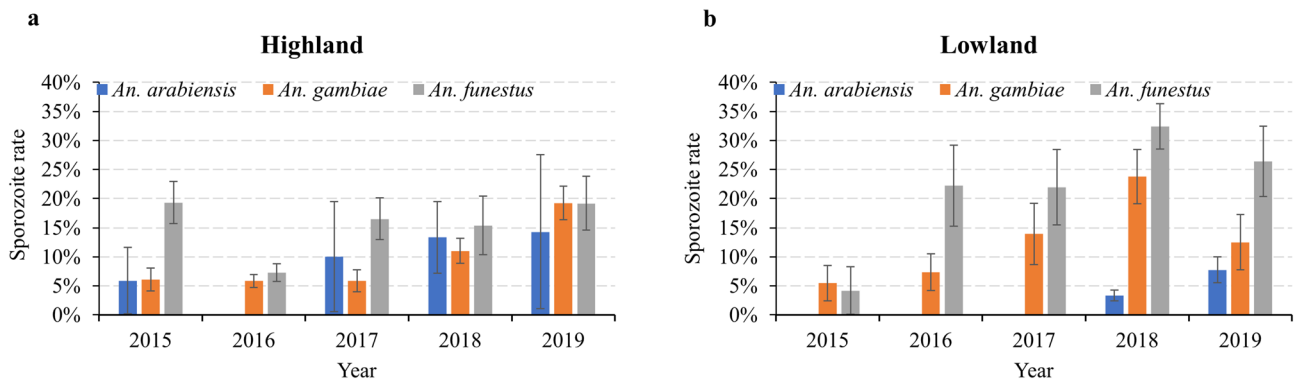 a
Highland
40%
An. arabiensis An. gambiae An. funestus
35%
30%
25%
20%
15%
10%
5%
0%
Sporozoite rate
2015 2016 2017 2018 2019
Year
b
Lowland
40%
An. arabiensis An. gambiae An. funestus
35%
30%
25%
20%
15%
10%
5%
0%
Sporozoite rate
2015 2016 2017 2018 2019
Year